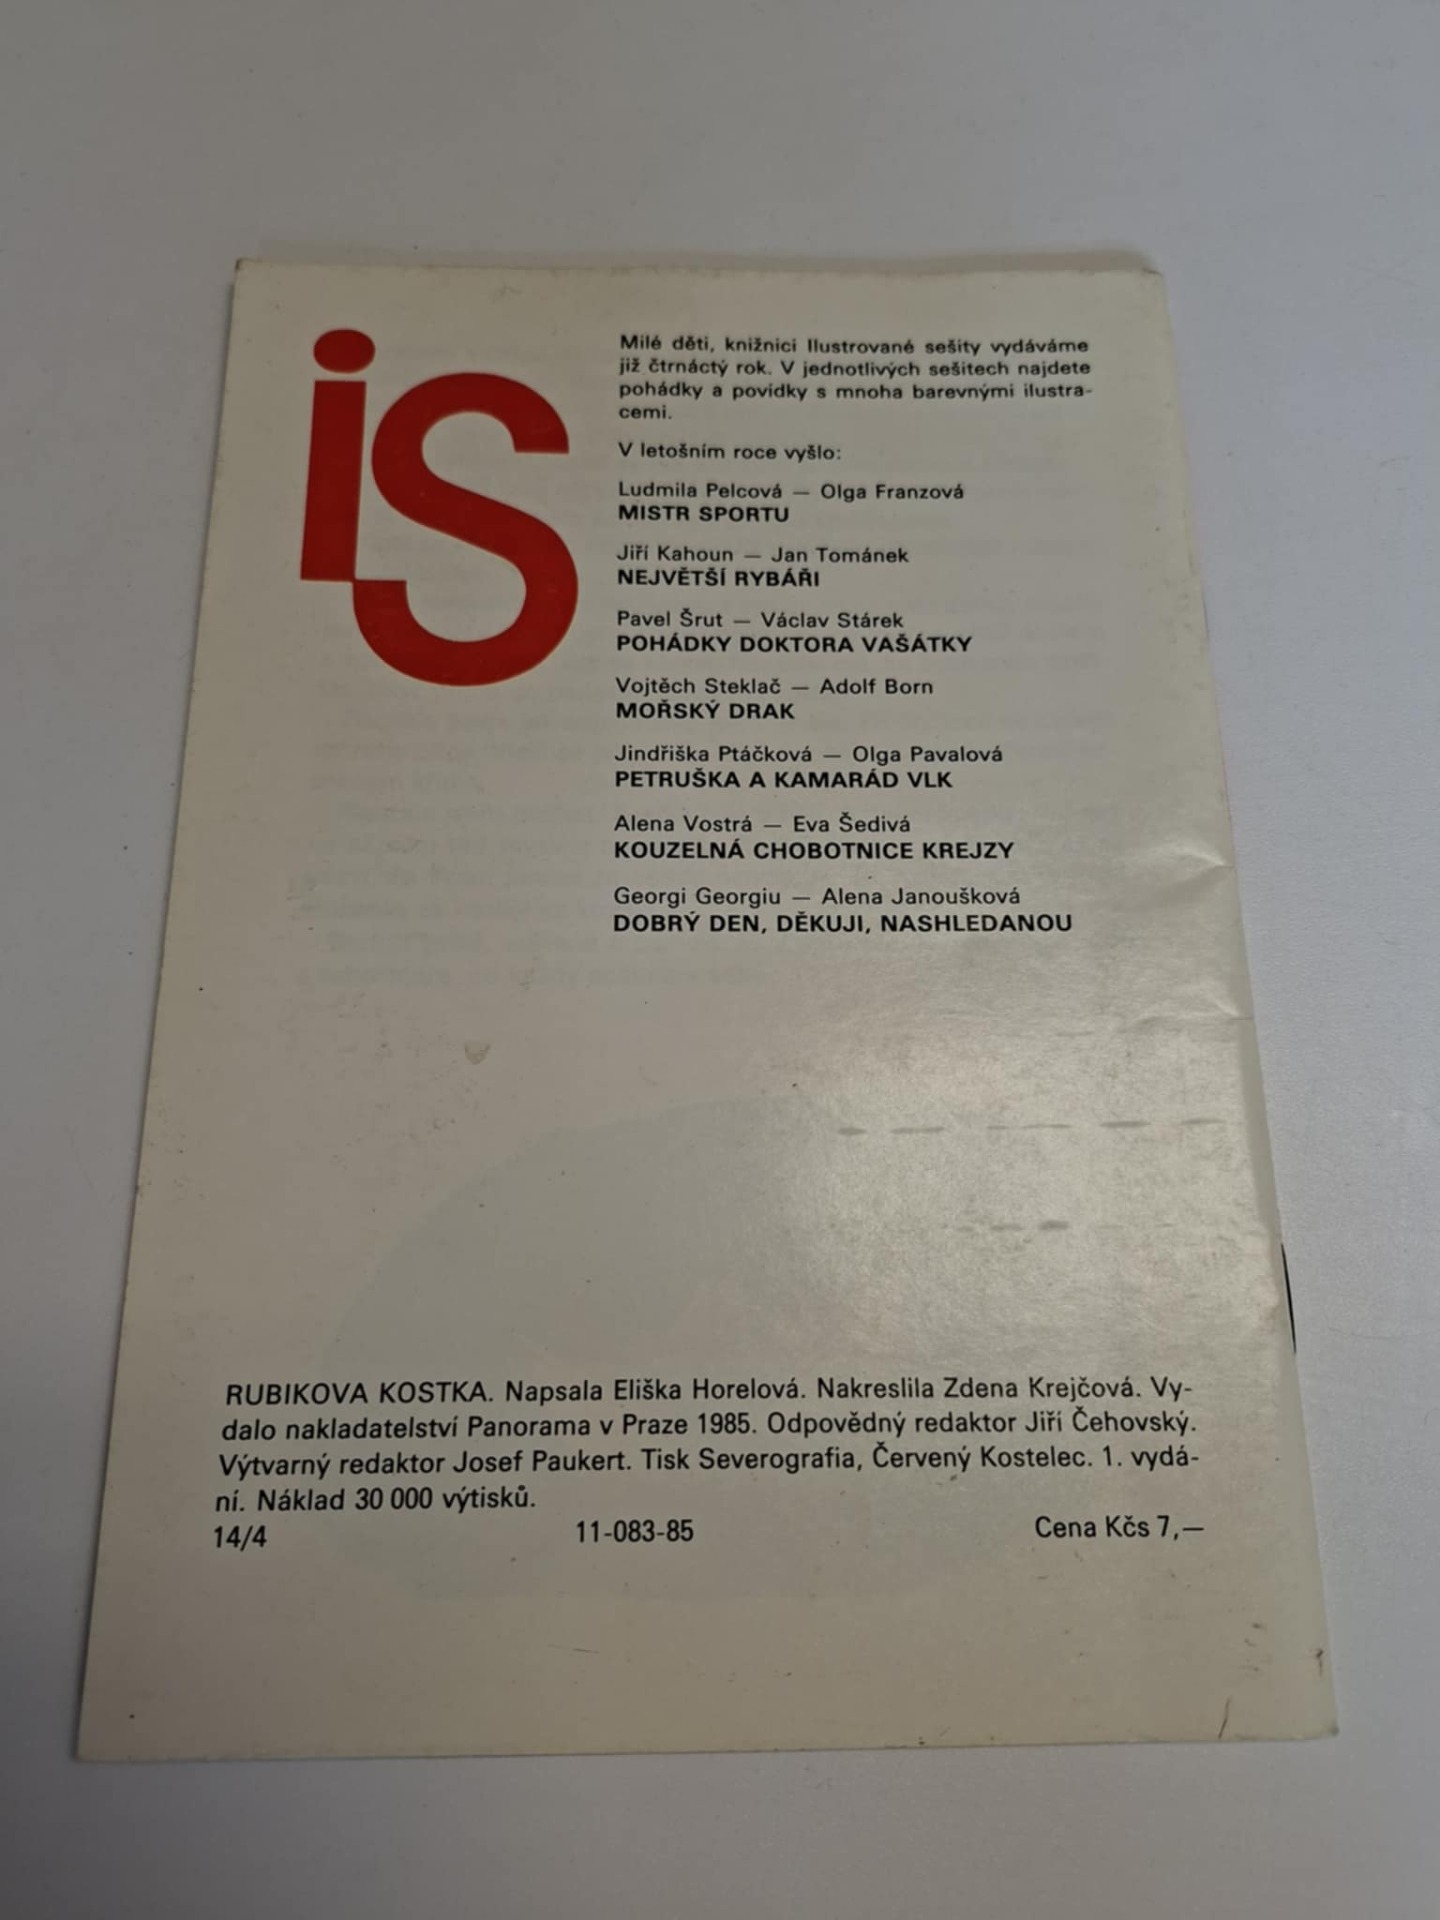 iS
Milé děti, knižnici Ilustrované sešity vydáváme
již čtrnáctý rok. V jednotlivých sešitech najdete
pohádky a povídky s mnoha barevnými ilustra-
cemi.
V letošním roce vyšlo:
Ludmila Pelcová — Olga Franzová
MISTR SPORTU
Jiří Kahoun — Jan Tománek
NEJVĚTŠÍ RYBÁŘI
Pavel Šrut — Václav Stárek
POHÁDKY DOKTORA VAŠÁTKY
Vojtěch Steklač — Adolf Born
MOŘSKÝ DRAK
Jindřiška Ptáčková — Olga Pavalová
PETRUŠKA A KAMARÁD VLK
Alena Vostrá — Eva Šedivá
KOUZELNÁ CHOBOTNICE KREJZY
Georgi Georgiu — Alena Janoušková
DOBRÝ DEN, DĚKUJI, NASHLEDANOU
RUBIKOVA KOSTKA. Napsala Eliška Horelová. Nakreslila Zdena Krejčová. Vy-
dalo nakladatelství Panorama v Praze 1985. Odpovědný redaktor Jiří Čehovský.
Výtvarný redaktor Josef Paukert. Tisk Severografia, Červený Kostelec. 1. vydá-
ní. Náklad 30 000 výtisků.
14/4 11-083-85 Cena Kčs 7,—